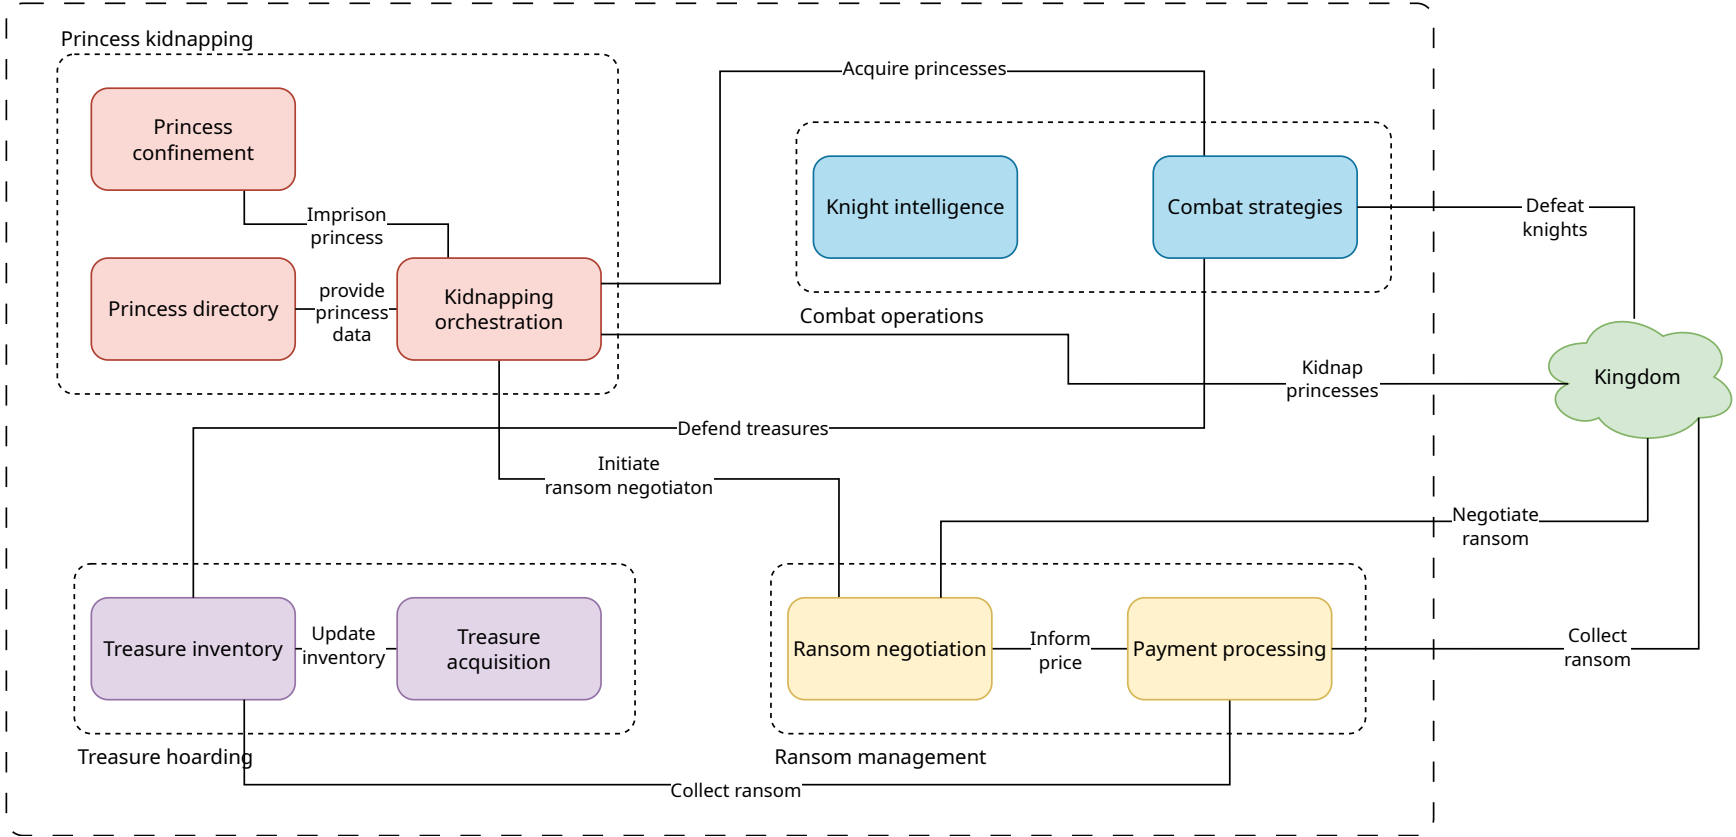 Princess kidnapping
Acquire princesses
Princess
confinement
Knight intelligence
Combat strategies
Defeat
knights
Imprison
princess
Princess directory
provide
princess
data
Kidnapping
orchestration
Combat operations
Kidnap
princesses
Kingdom
Defend treasures
Initiate
ransom negotiaton
Negotiate
ransom
Treasure inventory
Update
inventory
Treasure
acquisition
Ransom negotiation
Inform
price
Payment processing
Collect
ransom
Treasure hoarding
Ransom management
Collect ransom